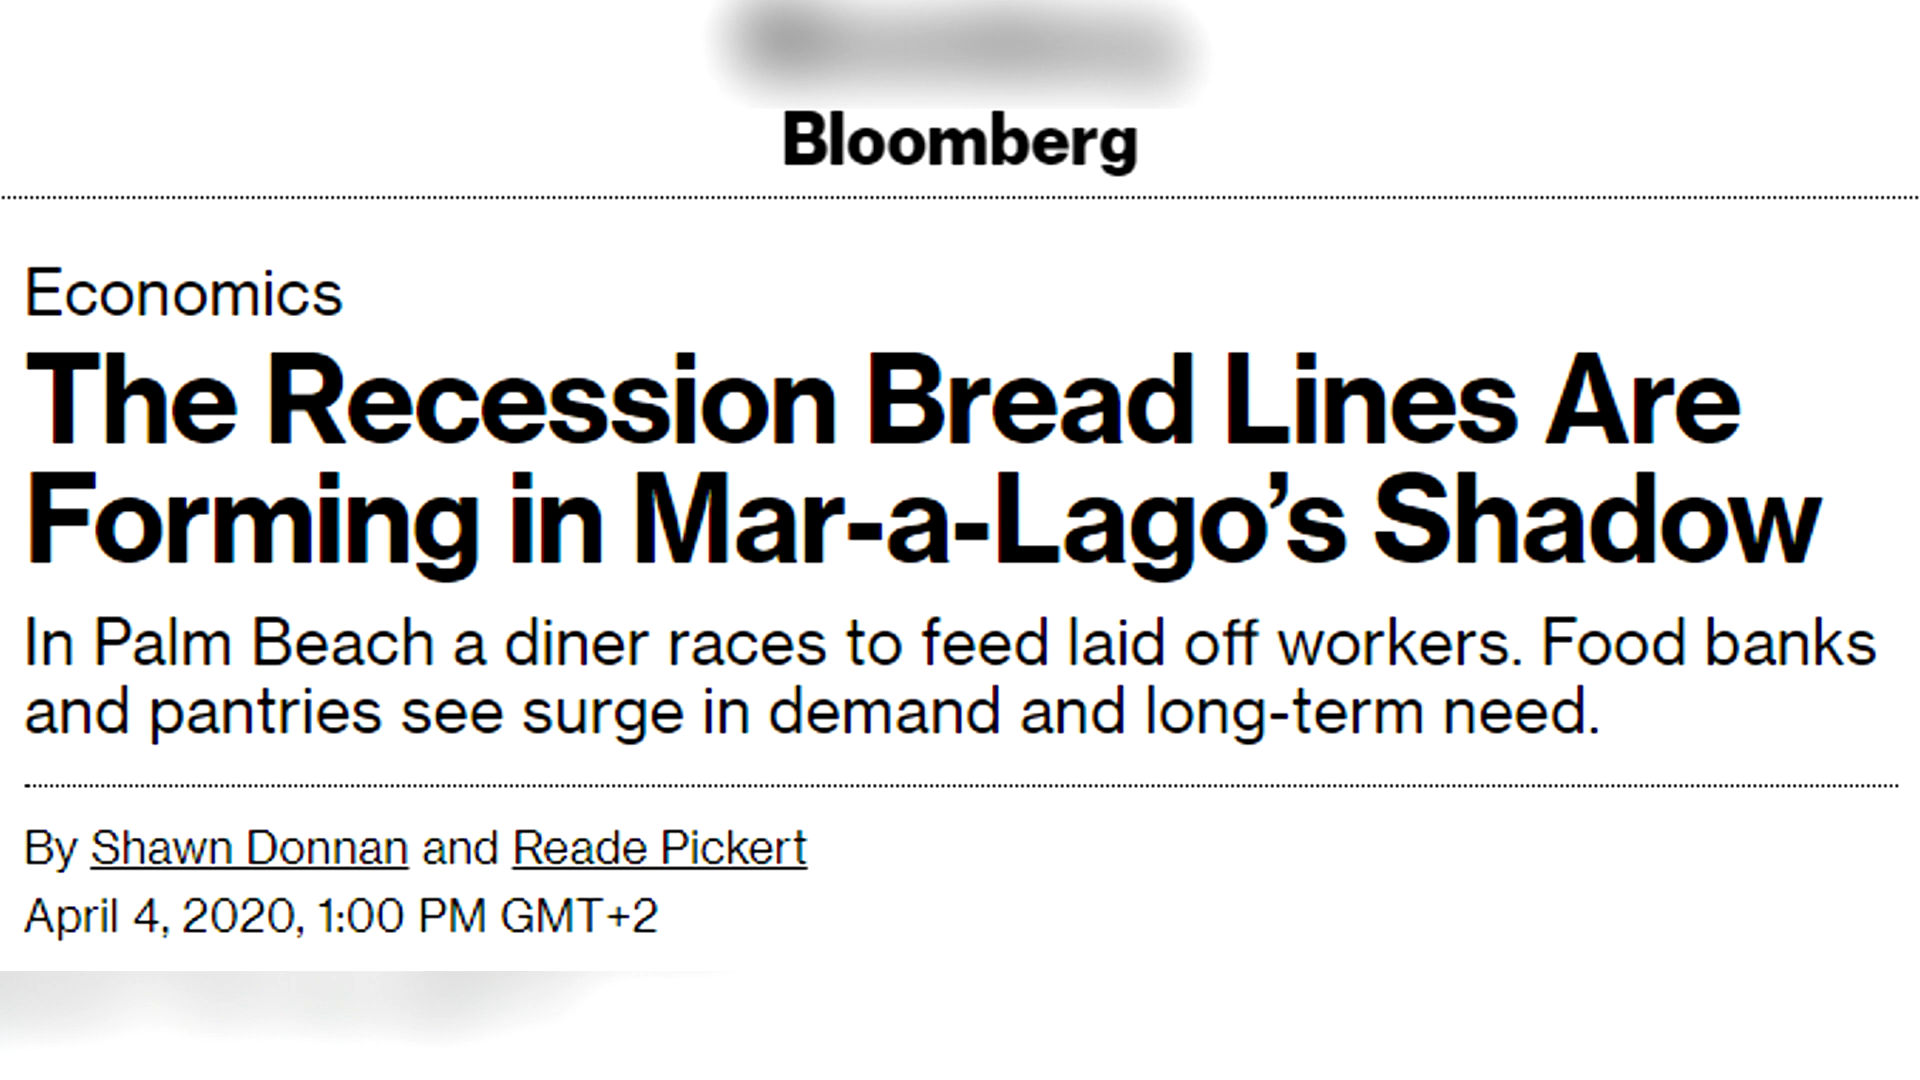 Bloomberg
Economics
The Recession Bread Lines Are
Forming in Mar-a-Lago’s Shadow
In Palm Beach a diner races to feed laid off workers. Food banks
and pantries see surge in demand and long-term need.
By Shawn Donnan and Reade Pickert
April 4, 2020, 1:00 PM GMT+2